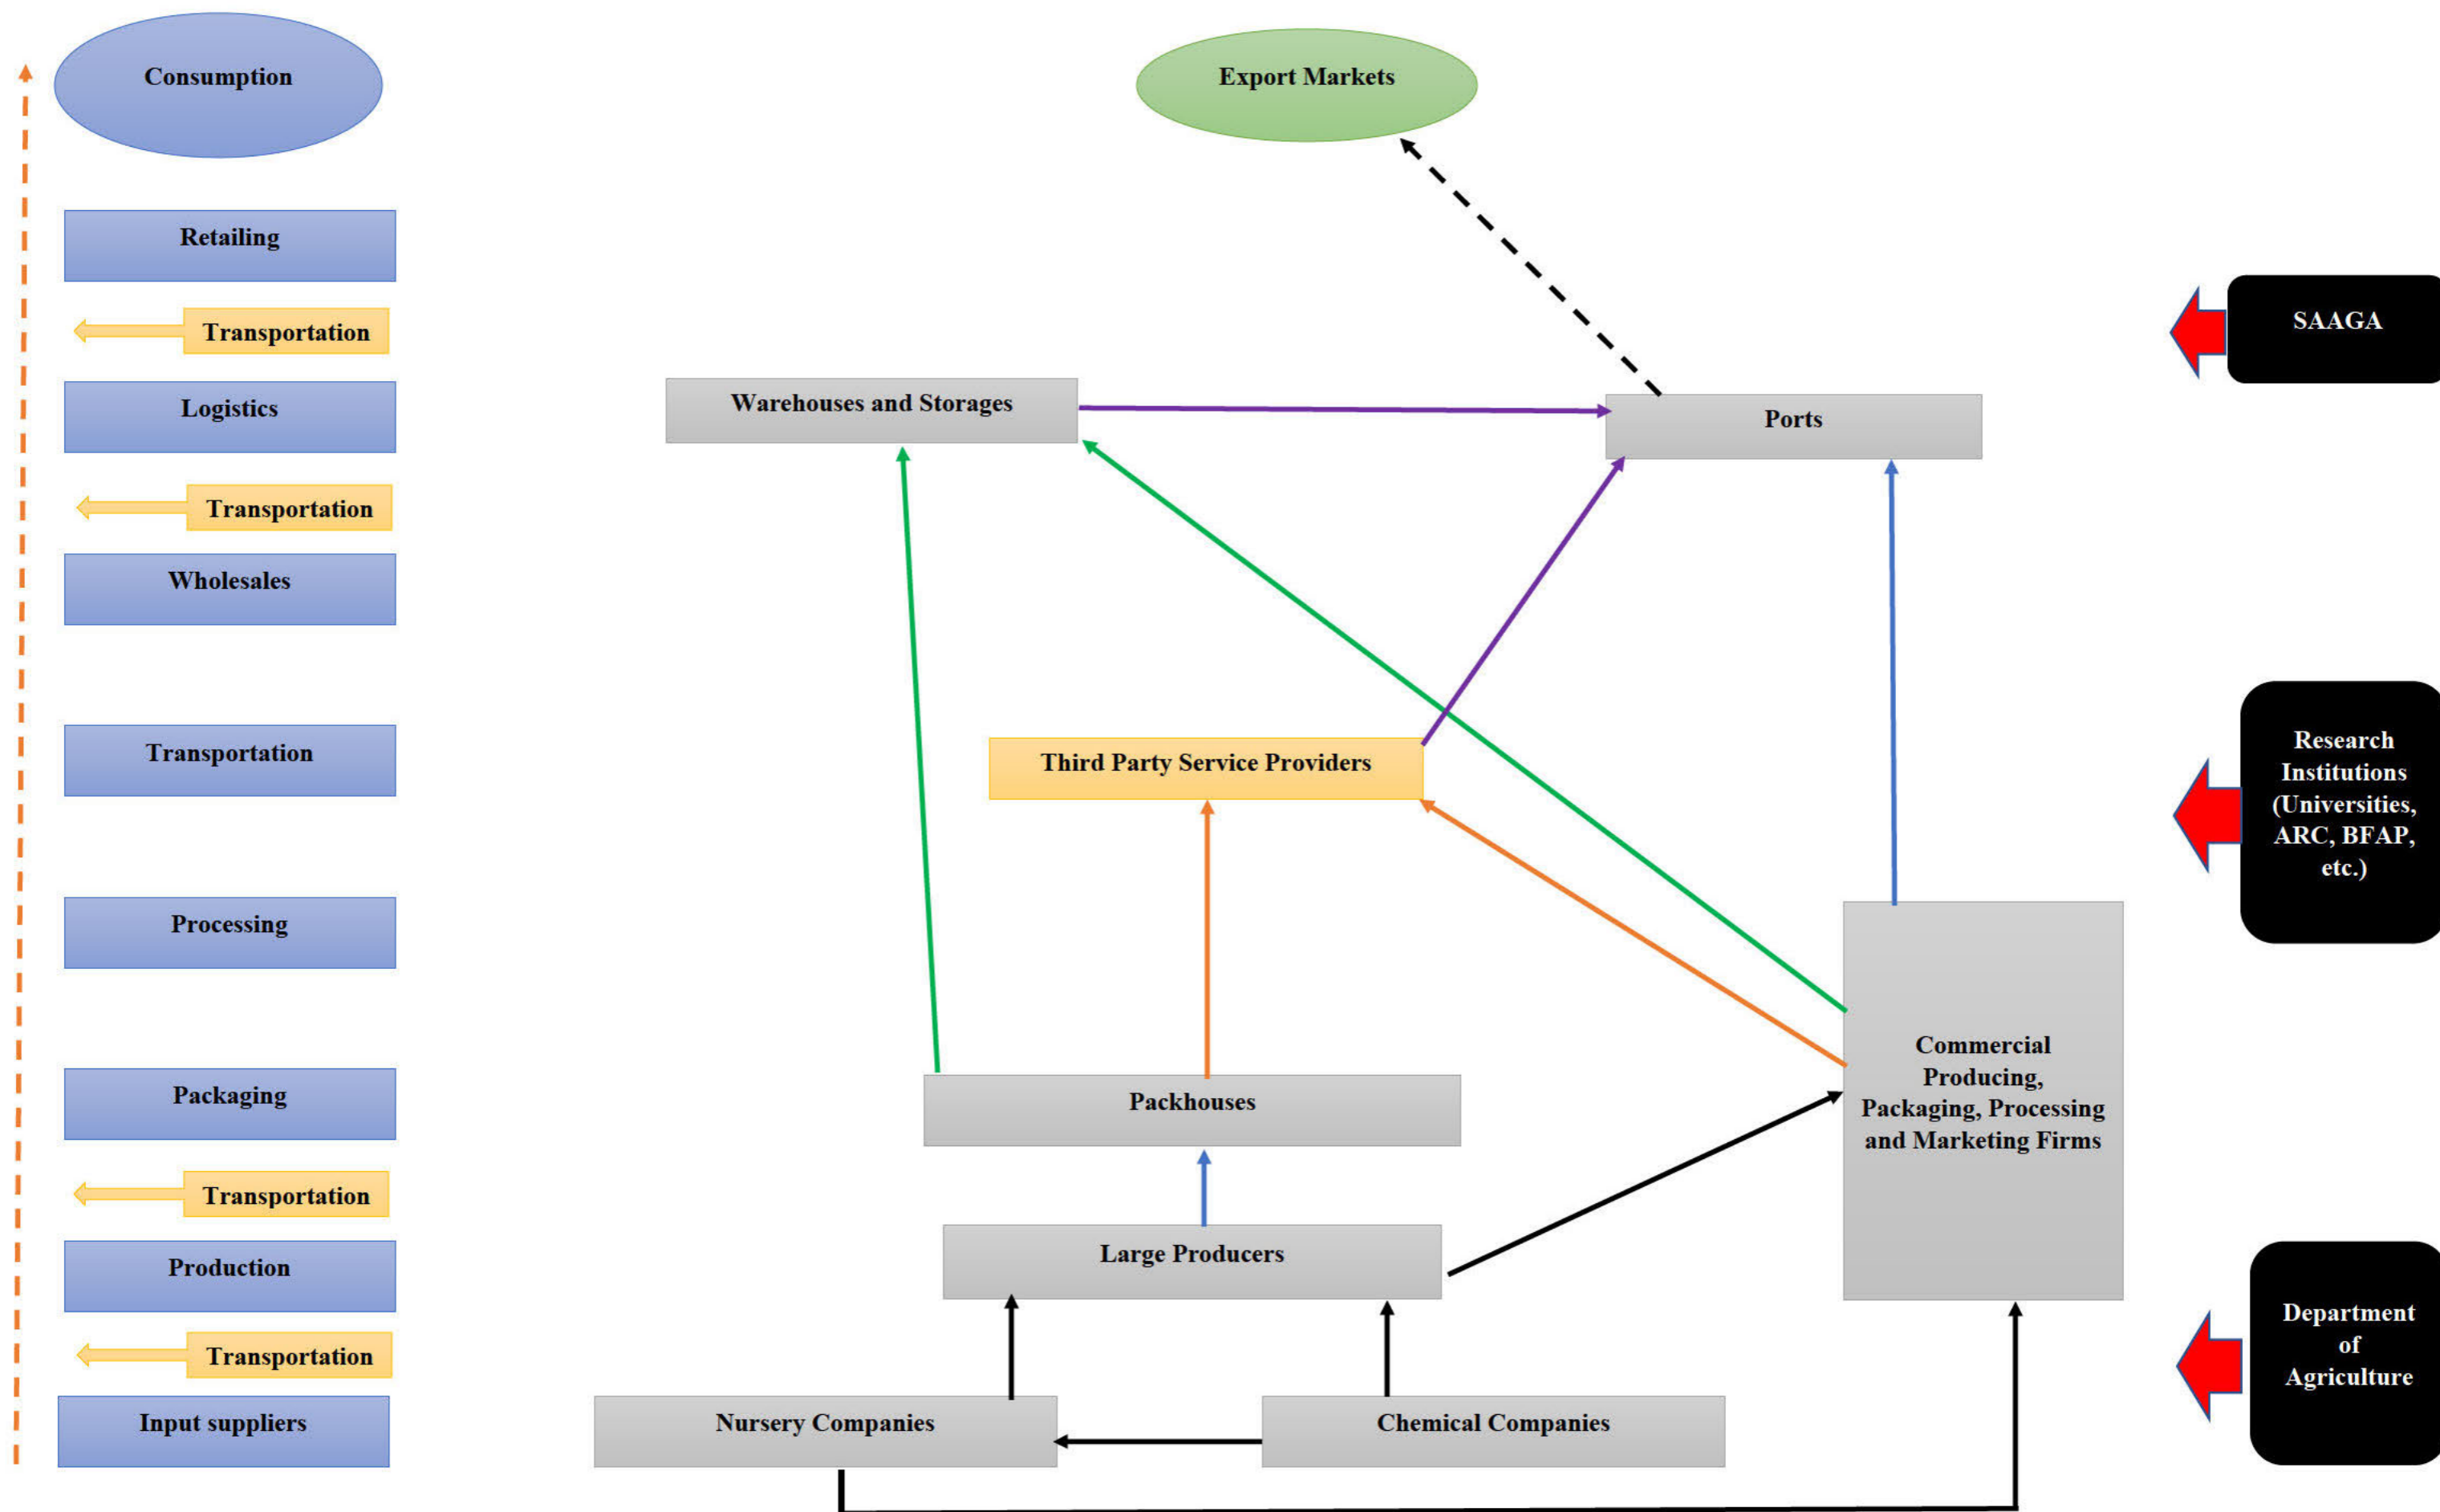 Consumption
Export Markets
Retailing
Transportation
SAAGA
Logistics
Warehouses and Storages
Ports
Transportation
Wholesales
Transportation
Third Party Service Providers
Research
Institutions
(Universities,
ARC, BFAP,
etc.)
Processing
Commercial
Producing,
Packaging, Processing
and Marketing Firms
Packaging
Packhouses
Transportation
Production
Large Producers
Transportation
Department
of
Agriculture
Input suppliers
Nursery Companies
Chemical Companies